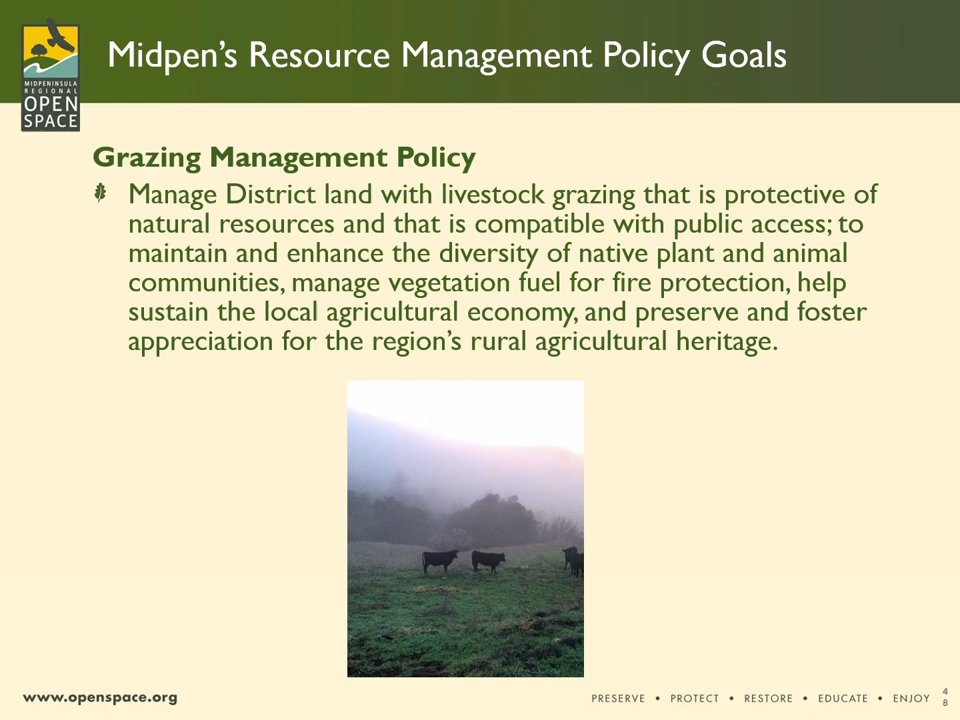 Midpen’s Resource Management Policy Goals
MIDPENINSULA
REGIONAL
OPEN
SPACE
Grazing Management Policy
Manage District land with livestock grazing that is protective of
natural resources and that is compatible with public access; to
maintain and enhance the diversity of native plant and animal
communities, manage vegetation fuel for fire protection, help
sustain the local agricultural economy, and preserve and foster
appreciation for the region’s rural agricultural heritage.
www.openspace.org
PRESERVE • PROTECT • RESTORE • EDUCATE • ENJOY
4
8